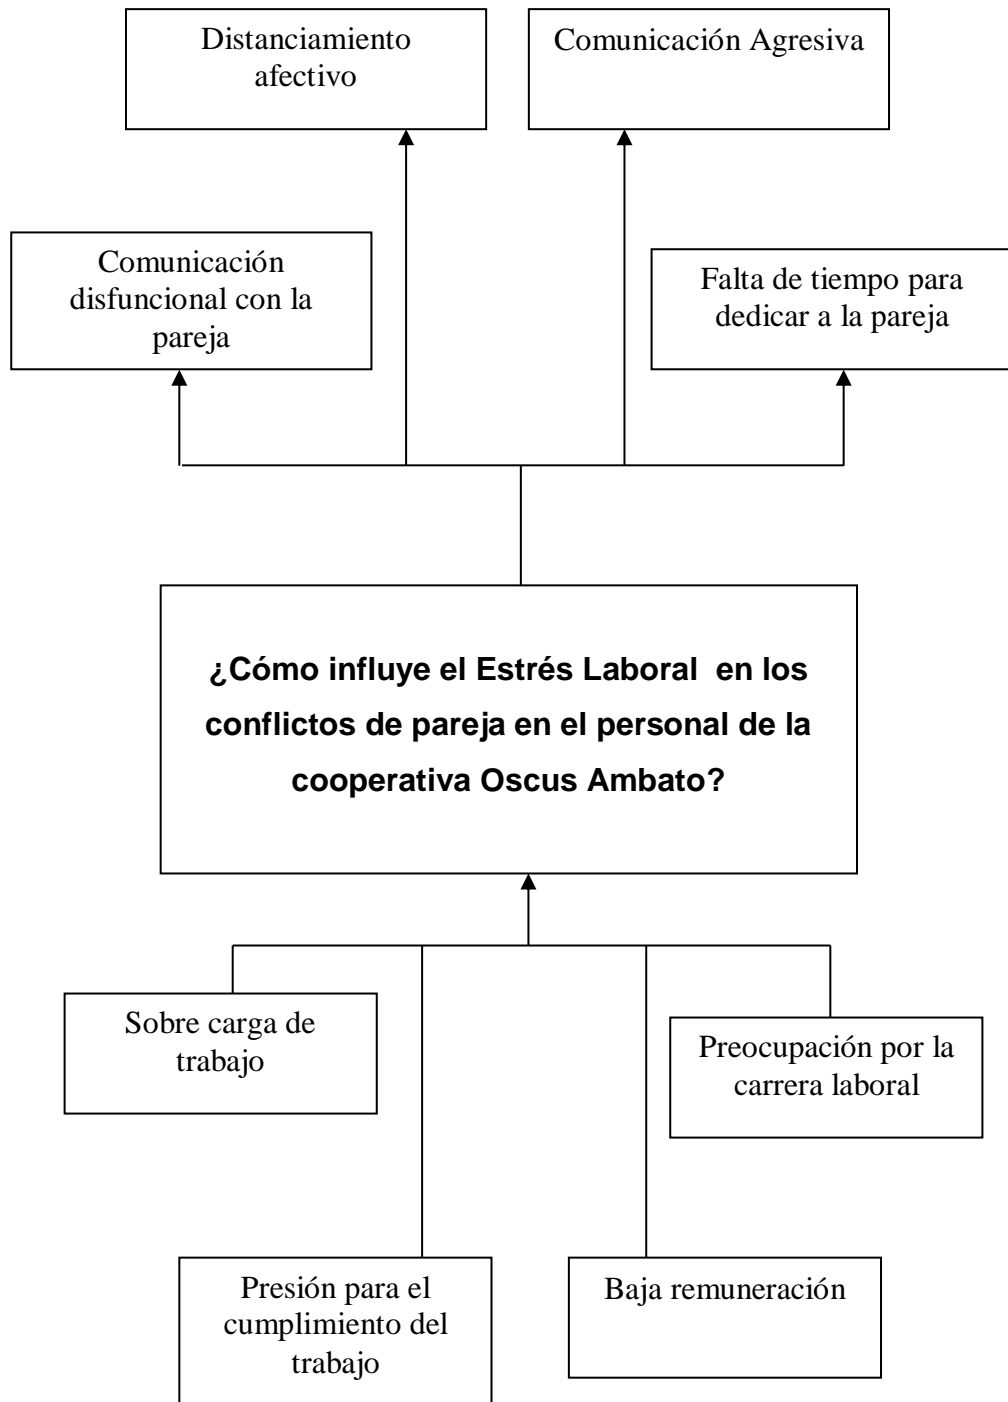 Distanciamiento
afectivo
Comunicación Agresiva
Comunicación
disfuncional con la
pareja
Falta de tiempo para
dedicar a la pareja
¿Cómo influye el Estrés Laboral  en los
conflictos de pareja en el personal de la
cooperativa Oscus Ambato?
Sobre carga de
trabajo
Preocupación por la
carrera laboral
Presión para el
cumplimiento del
trabajo
Baja remuneración